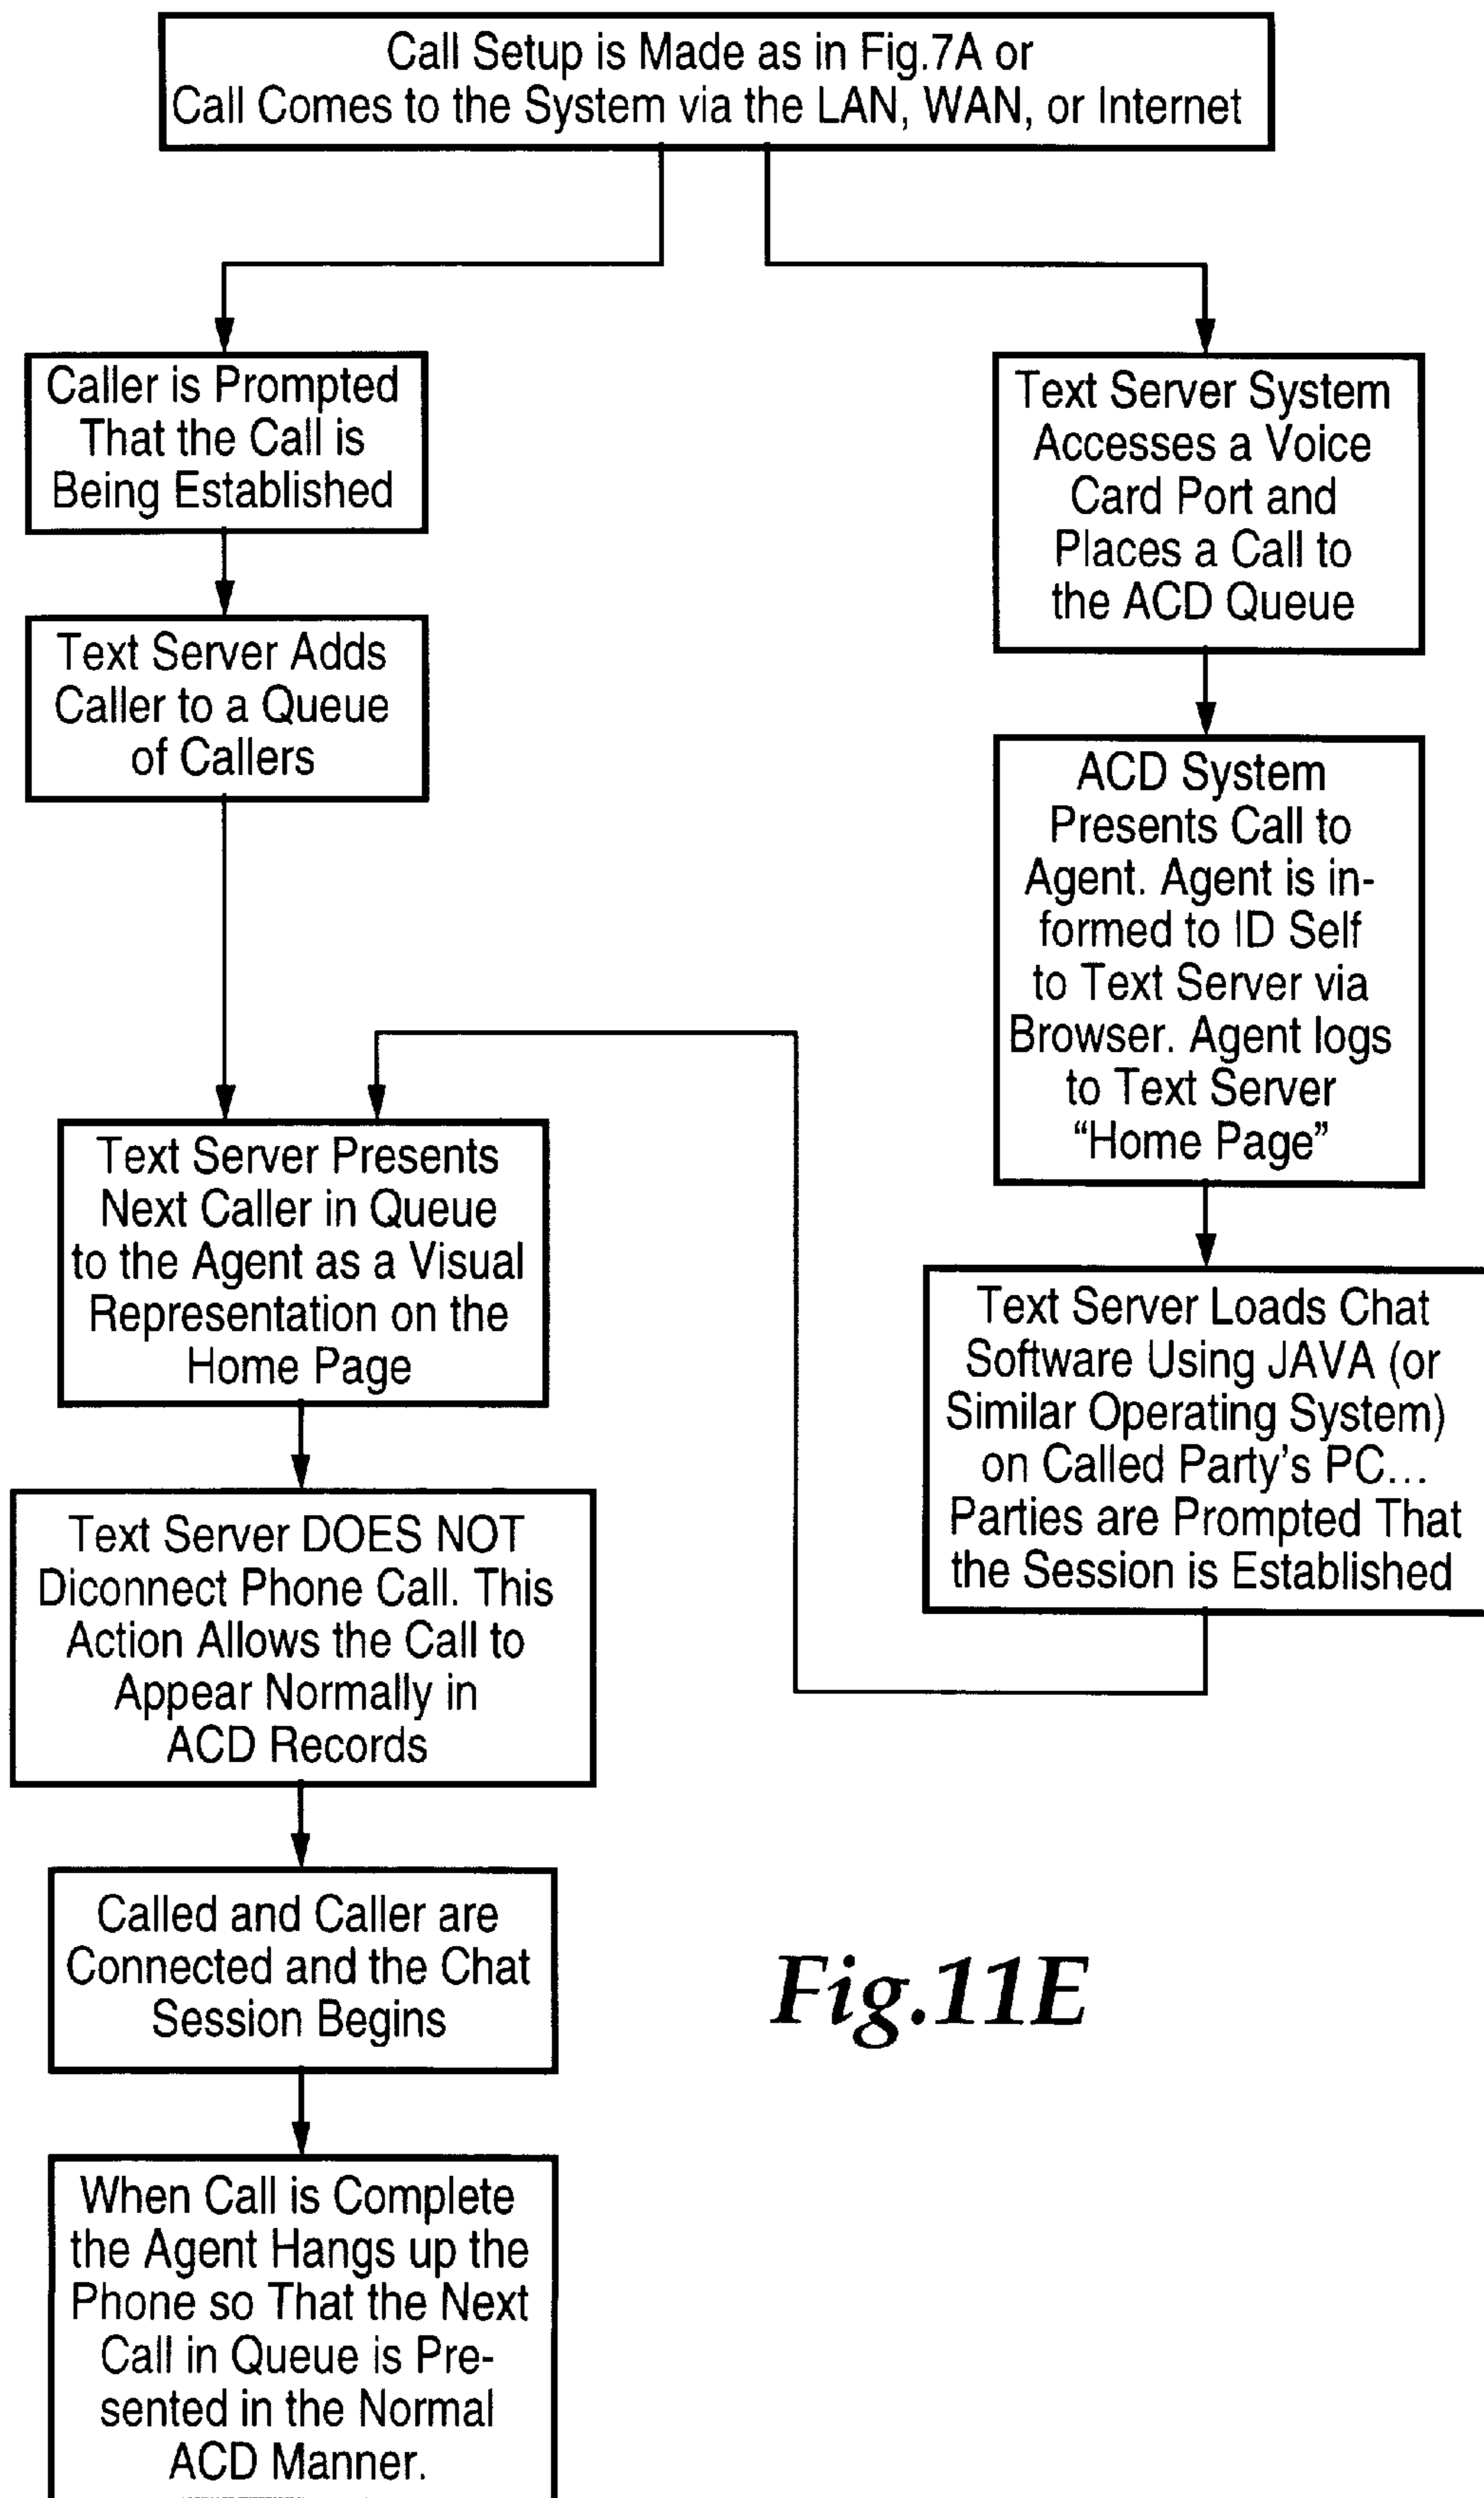 Call Setup is Made as in Fig.7A or
Call Comes to the System via the LAN, WAN, or Internet
Caller is Prompted
That the Call is
Being Established
Text Server Adds
Caller to a Queue
of Callers
Text Server System
Accesses a Voice
Card Port and
Places a Call to
the ACD Queue
ACD System
Presents Call to
Agent. Agent is in-
formed to ID Self
to Text Server via
Browser. Agent logs
to Text Server
“Home Page”
Text Server Loads Chat
Software Using JAVA (or
Similar Operating System)
on Called Party's PC...
Parties are Prompted That
the Session is Established
Text Server Presents
Next Caller in Queue
to the Agent as a Visual
Representation on the
Home Page
Text Server DOES NOT
Diconnect Phone Call. This
Action Allows the Call to
Appear Normally in
ACD Records
Called and Caller are
Connected and the Chat
Session Begins
When Call is Complete
the Agent Hangs up the
Phone so That the Next
Call in Queue is Pre-
sented in the Normal
ACD Manner.
Fig.11E